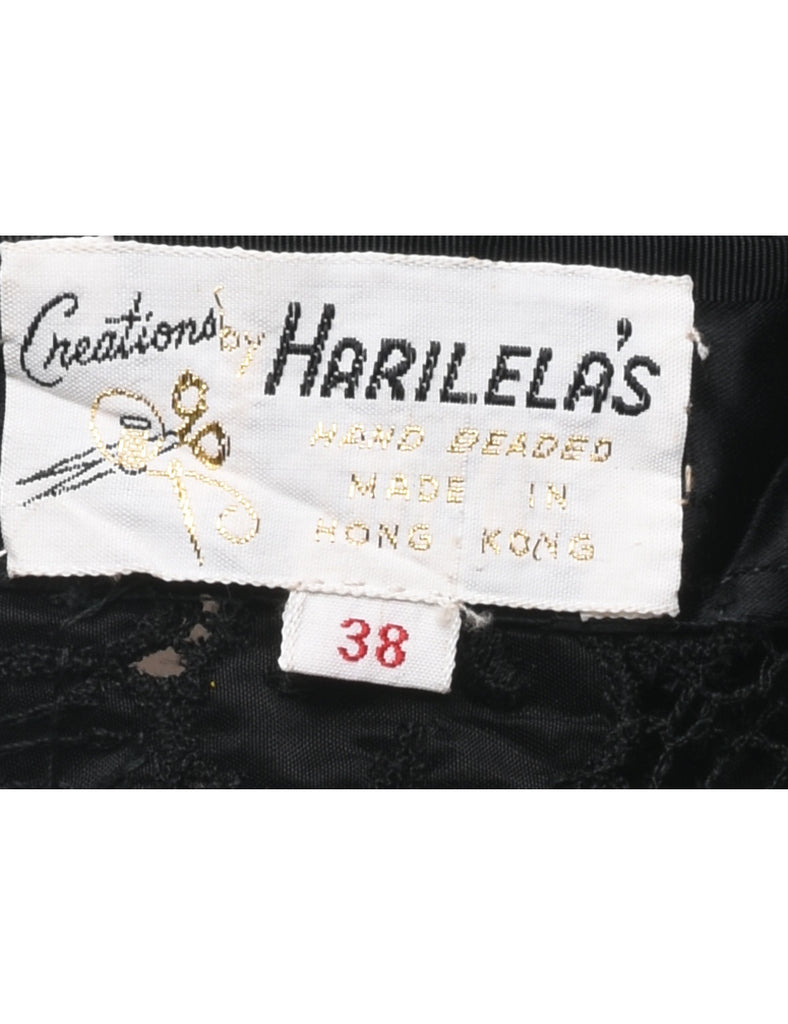 Creations by HARILELA'S
HAND BEADED
MADE IN
HONG KONG
38